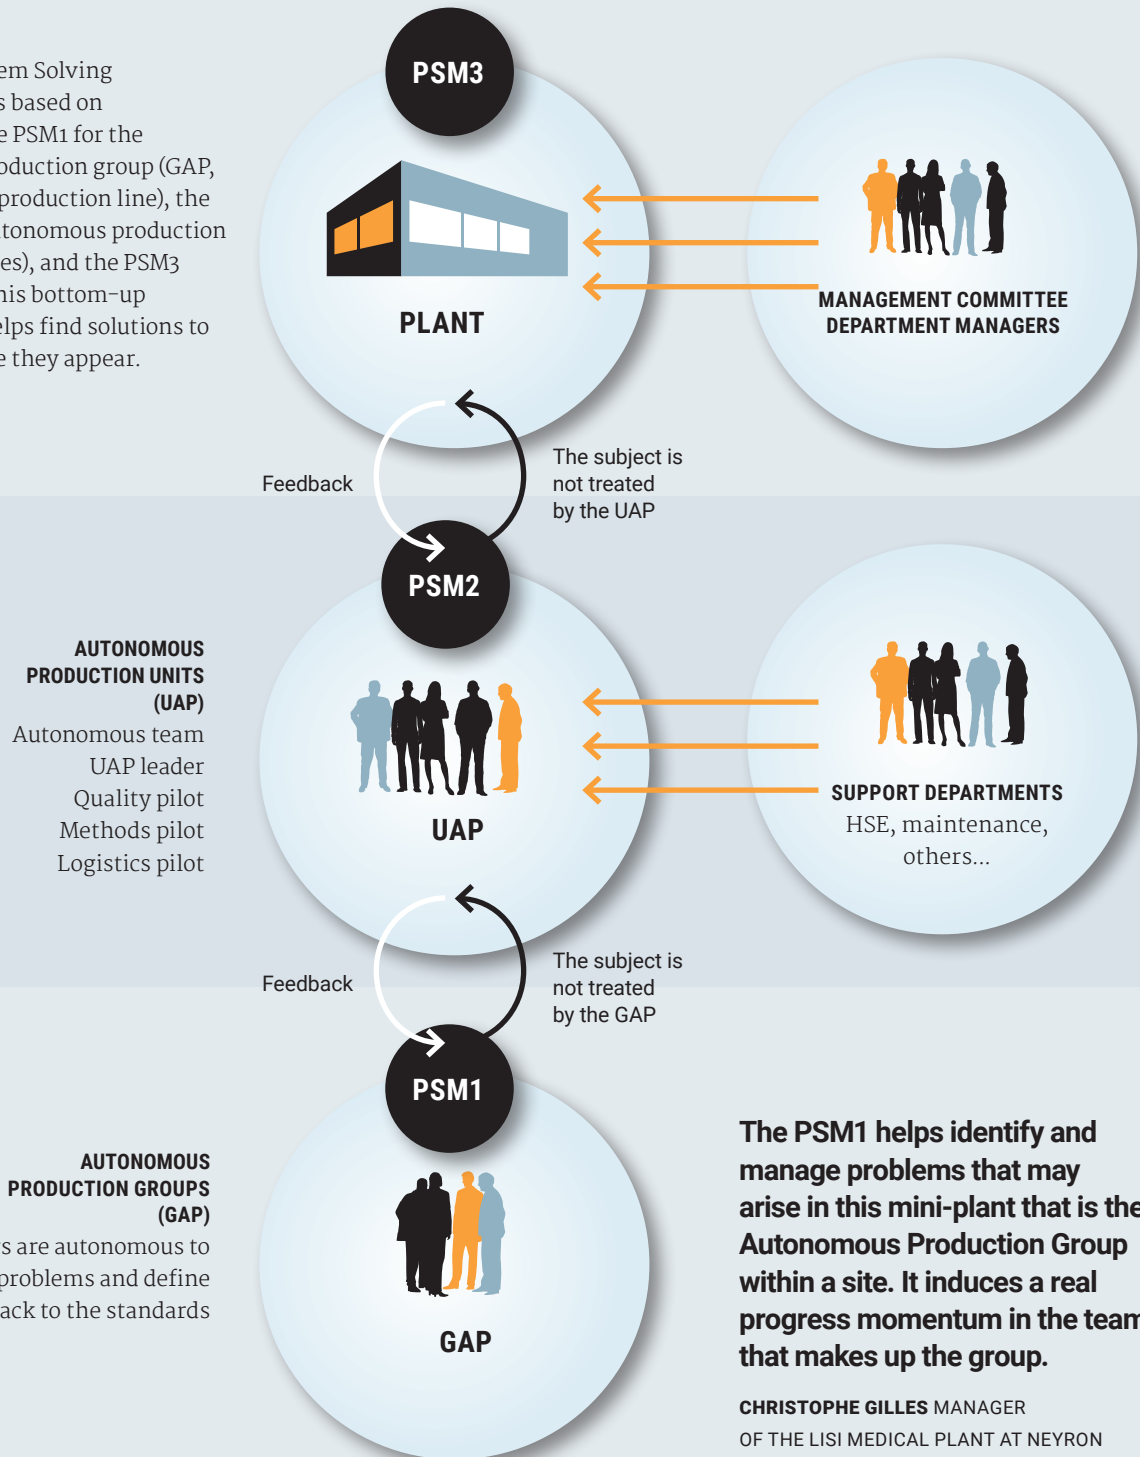 PSM3
em Solving
s based on
e PSM1 for the
oduction group (GAP,
production line), the
utonomous production
es), and the PSM3
his bottom-up
elps find solutions to
e they appear.
PLANT
MANAGEMENT COMMITTEE
DEPARTMENT MANAGERS
Feedback
The subject is
not treated
by the UAP
PSM2
AUTONOMOUS
PRODUCTION UNITS
(UAP)
Autonomous team
UAP leader
Quality pilot
Methods pilot
Logistics pilot
UAP
SUPPORT DEPARTMENTS
HSE, maintenance,
others...
Feedback
The subject is
not treated
by the GAP
PSM1
AUTONOMOUS
PRODUCTION GROUPS
(GAP)
rs are autonomous to
problems and define
ack to the standards
GAP
The PSM1 helps identify and
manage problems that may
arise in this mini-plant that is the
Autonomous Production Group
within a site. It induces a real
progress momentum in the team
that makes up the group.
CHRISTOPHE GILLES MANAGER
OF THE LISI MEDICAL PLANT AT NEYRON